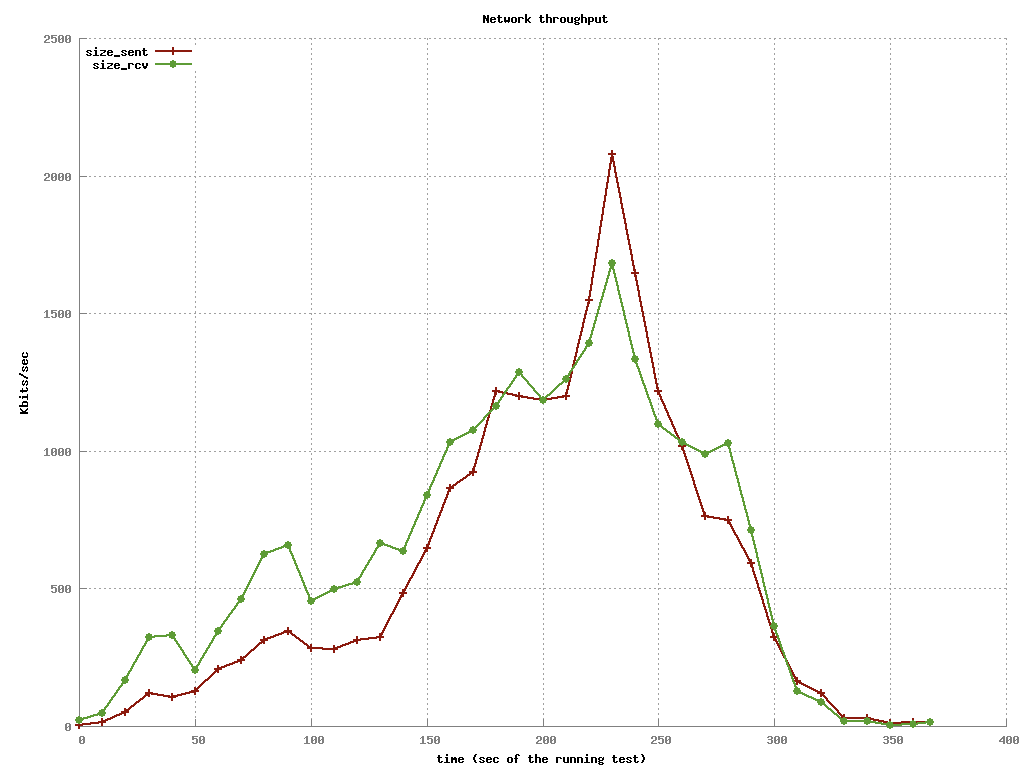 Network throughput
size_sent
size_rcv
2500
2000
1500
1000
500
0
Kbits/sec
0 50 100 150 200 250 300 350 400
time (sec of the running test)